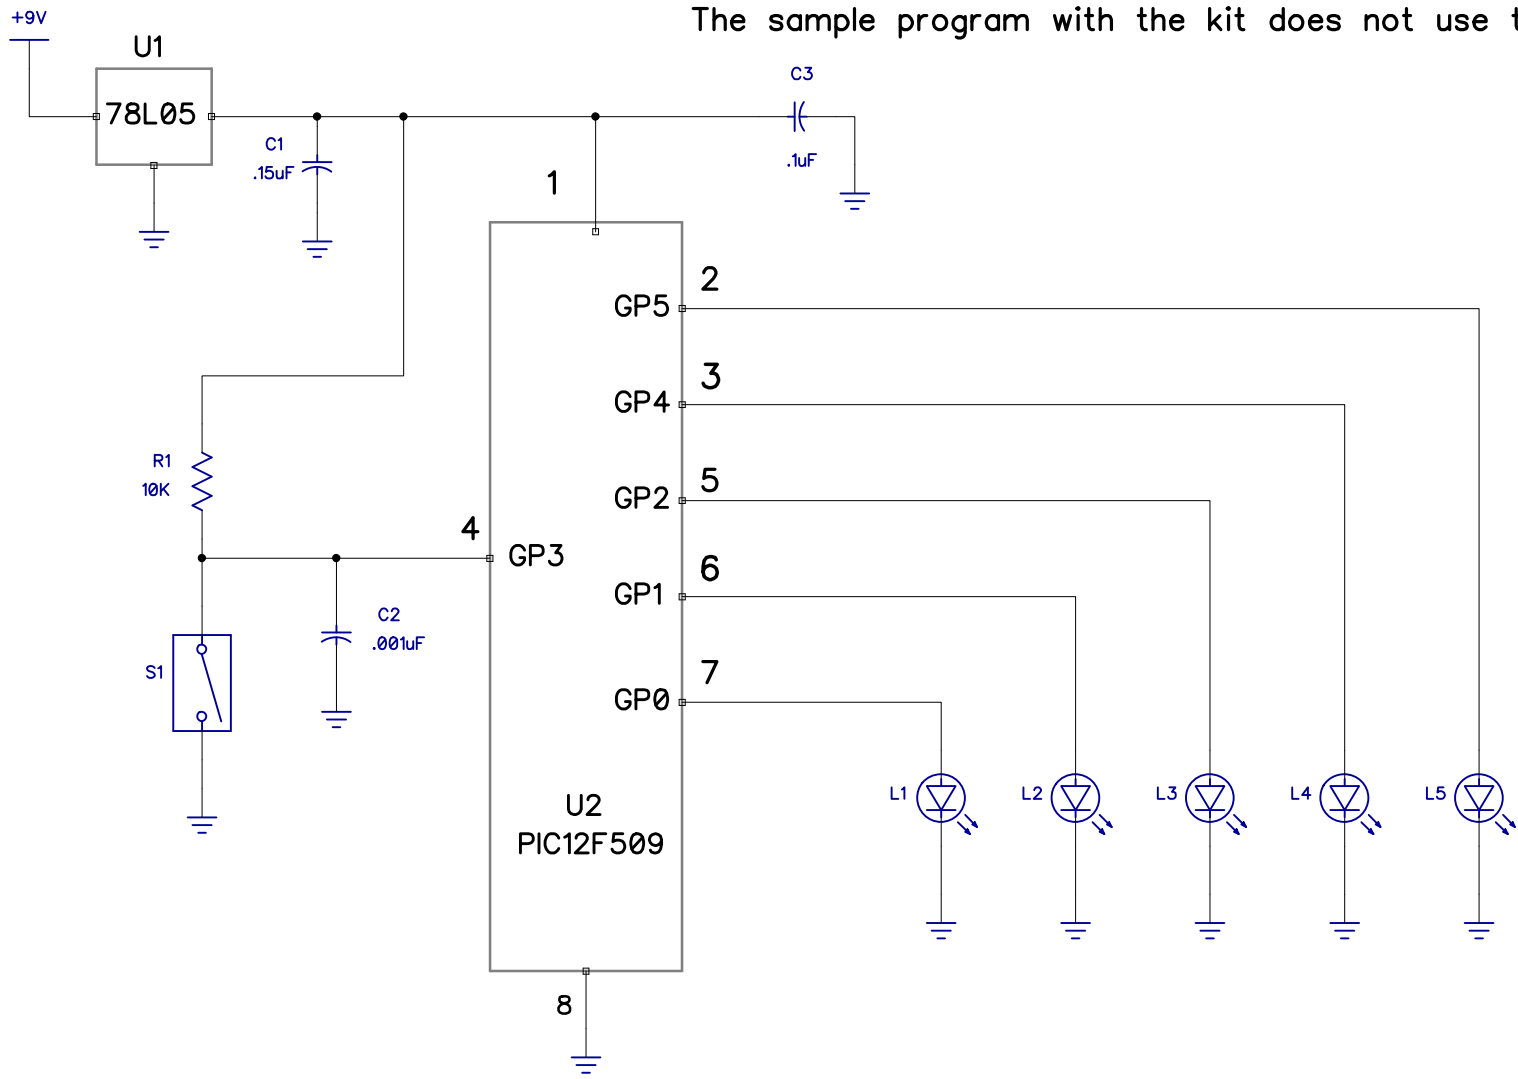 +9V
The sample program with the kit does not use
U1
78L05
C3
.1uF
C1
.15uF
1
2
GP5
3
GP4
R1
10K
5
GP2
4
GP3
6
GP1
C2
.001uF
S1
7
GP0
L1
L2
L3
L4
L5
U2
PIC12F509
8